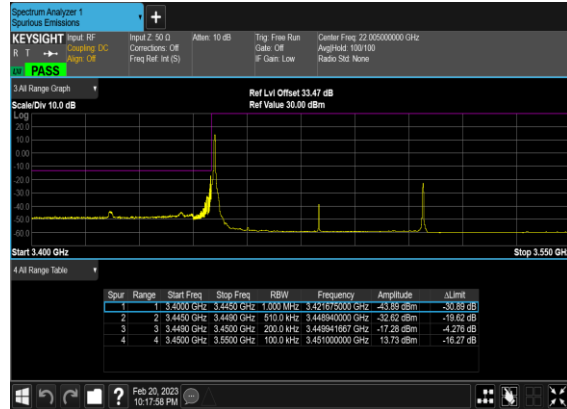 Spectrum Analyzer 1
Spurious Emissions
+
KEYSIGHT Input: RF Input Z: 50 Ω Atten: 10 dB Trig: Free Run Center Freq: 22.005000000 GHz
R T Coupling: DC Corrections: Off Gate: Off Avg|Hold: 100/100
Align: Off Freq Ref: Int (S) IF Gain: Low Radio Std: None
PASS
3 All Range Graph
Ref Lvl Offset 33.47 dB
Scale/Div 10.0 dB Ref Value 30.00 dBm
Log
20.0
10.0
0.00
-10.0
-20.0
-30.0
-40.0
-50.0
-60.0
Start 3.400 GHz Stop 3.550 GH
4 All Range Table
Spur Range Start Freq Stop Freq RBW Frequency Amplitude ΔLimit
1 1 3.4000 GHz 3.4450 GHz 1.000 MHz 3.421675000 GHz -43.89 dBm -30.89 dB
2 2 3.4450 GHz 3.4490 GHz 510.0 kHz 3.448940000 GHz -32.62 dBm -19.62 dB
3 3 3.4490 GHz 3.4500 GHz 200.0 kHz 3.449941667 GHz -17.28 dBm -4.276 dB
4 4 3.4500 GHz 3.5500 GHz 100.0 kHz 3.451000000 GHz 13.73 dBm -16.27 dB
? Feb 20, 2023
10:17:58 PM